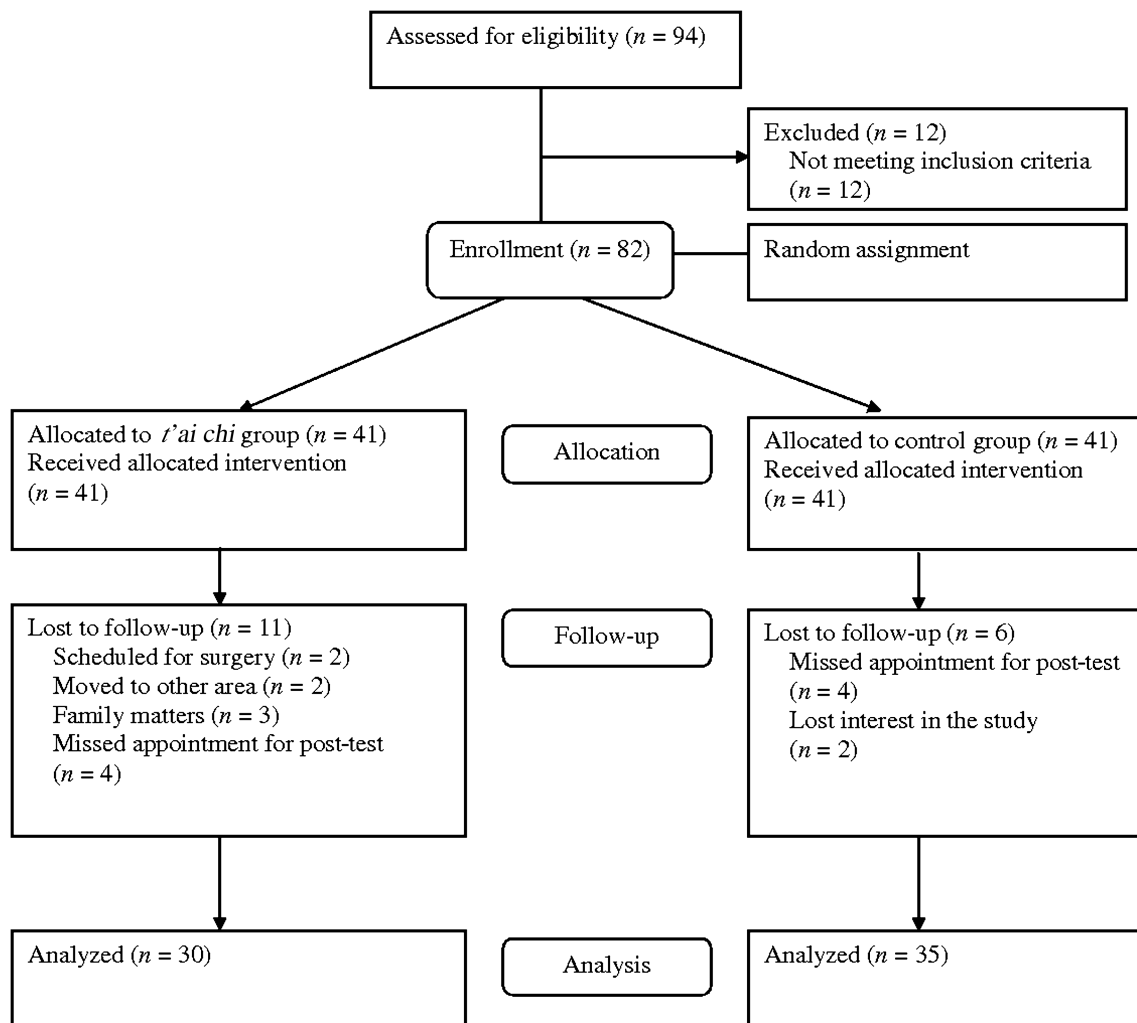 Assessed for eligibility (n = 94)
Excluded (n = 12)
Not meeting inclusion criteria
(n = 12)
Enrollment (n = 82)
Random assignment
Allocated to t'ai chi group (n = 41)
Received allocated intervention
(n = 41)
Allocation
Allocated to control group (n = 41)
Received allocated intervention
(n = 41)
Lost to follow-up (n = 11)
Scheduled for surgery (n = 2)
Moved to other area (n = 2)
Family matters (n = 3)
Missed appointment for post-test
(n = 4)
Follow-up
Lost to follow-up (n = 6)
Missed appointment for post-test
(n = 4)
Lost interest in the study
(n = 2)
Analyzed (n = 30)
Analysis
Analyzed (n = 35)